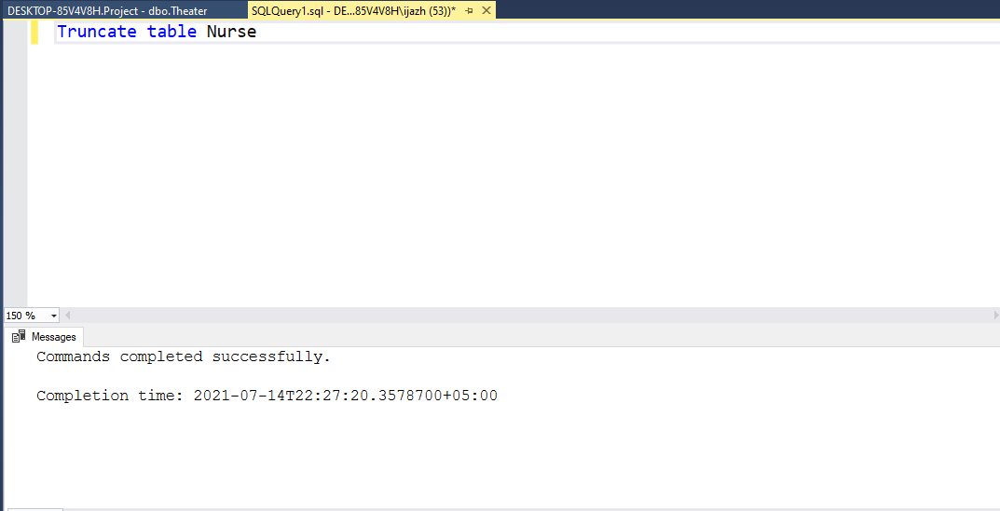 DESKTOP-85V4V8H.Project - dbo.Theater
SQLQuery1.sql - DE...85V4V8H\ijazh (53))*
Truncate table Nurse
150 %
Messages
Commands completed successfully.
Completion time: 2021-07-14T22:27:20.3578700+05:00